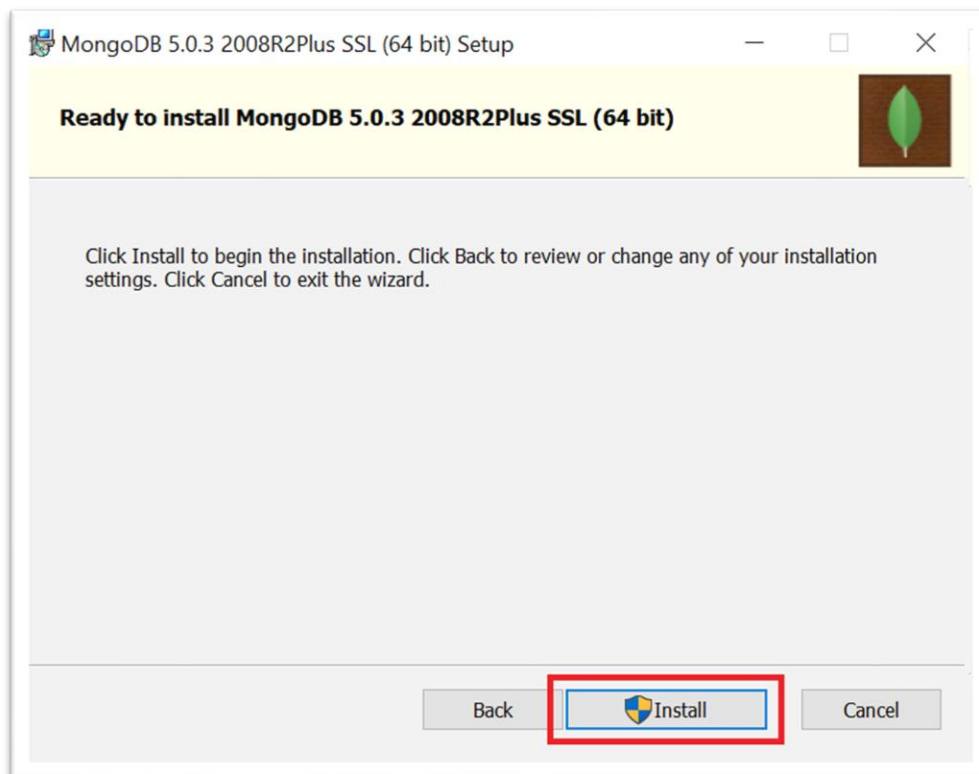 MongoDB 5.0.3 2008R2Plus SSL (64 bit) Setup
Ready to install MongoDB 5.0.3 2008R2Plus SSL (64 bit)
Click Install to begin the installation. Click Back to review or change any of your installation
settings. Click Cancel to exit the wizard.
Back Install Cancel